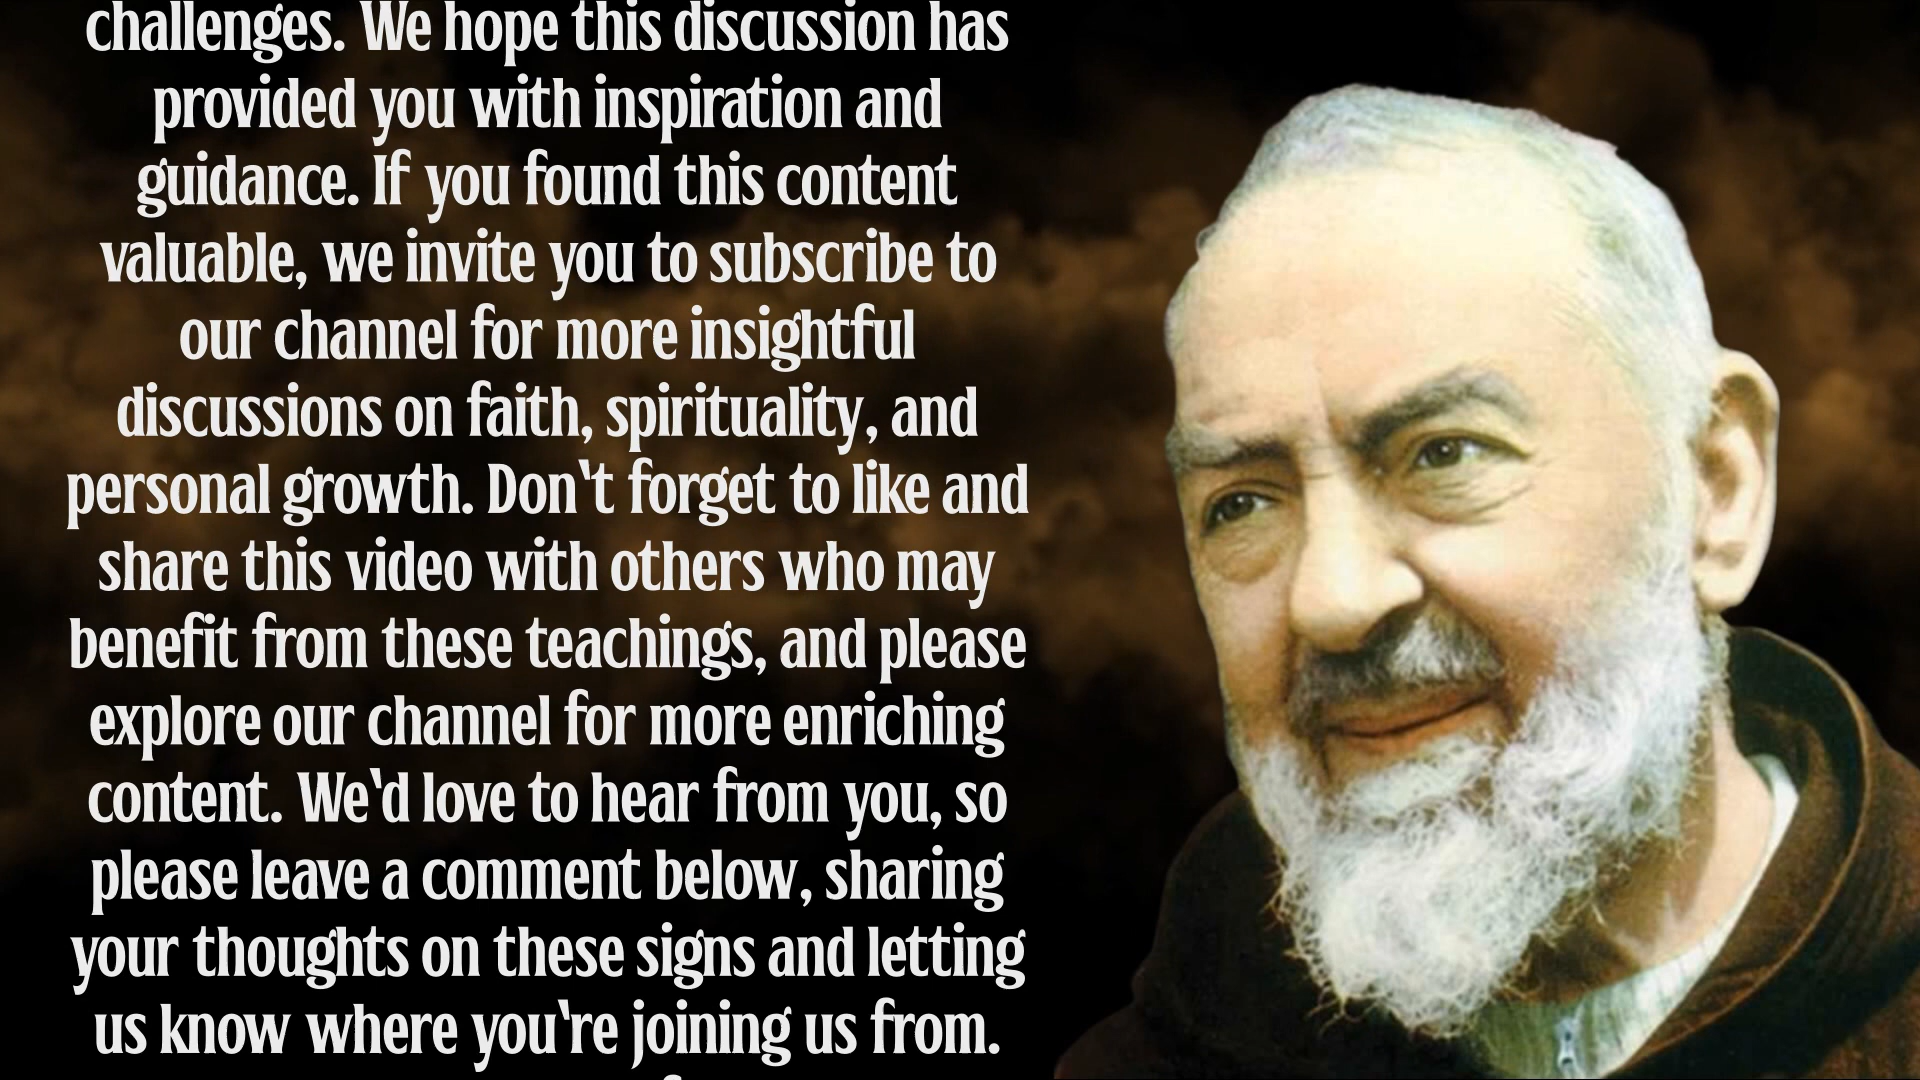 challenges. We hope this discussion has
provided you with inspiration and
guidance. If you found this content
valuable, we invite you to subscribe to
our channel for more insightful
discussions on faith, spirituality, and
personal growth. Don't forget to like and
share this video with others who may
benefit from these teachings, and please
explore our channel for more enriching
content. We'd love to hear from you, so
please leave a comment below, sharing
your thoughts on these signs and letting
us know where you're joining us from.